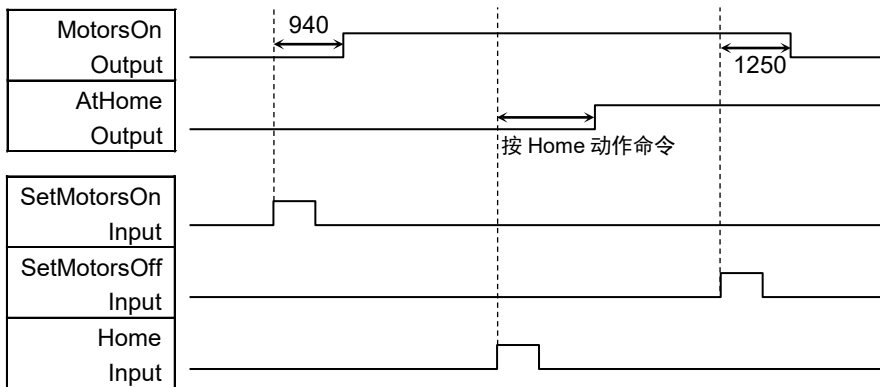 MotorsOn
Output
940
1250
AtHome
Output
按 Home 动作命令
SetMotorsOn
Input
SetMotorsOff
Input
Home
Input